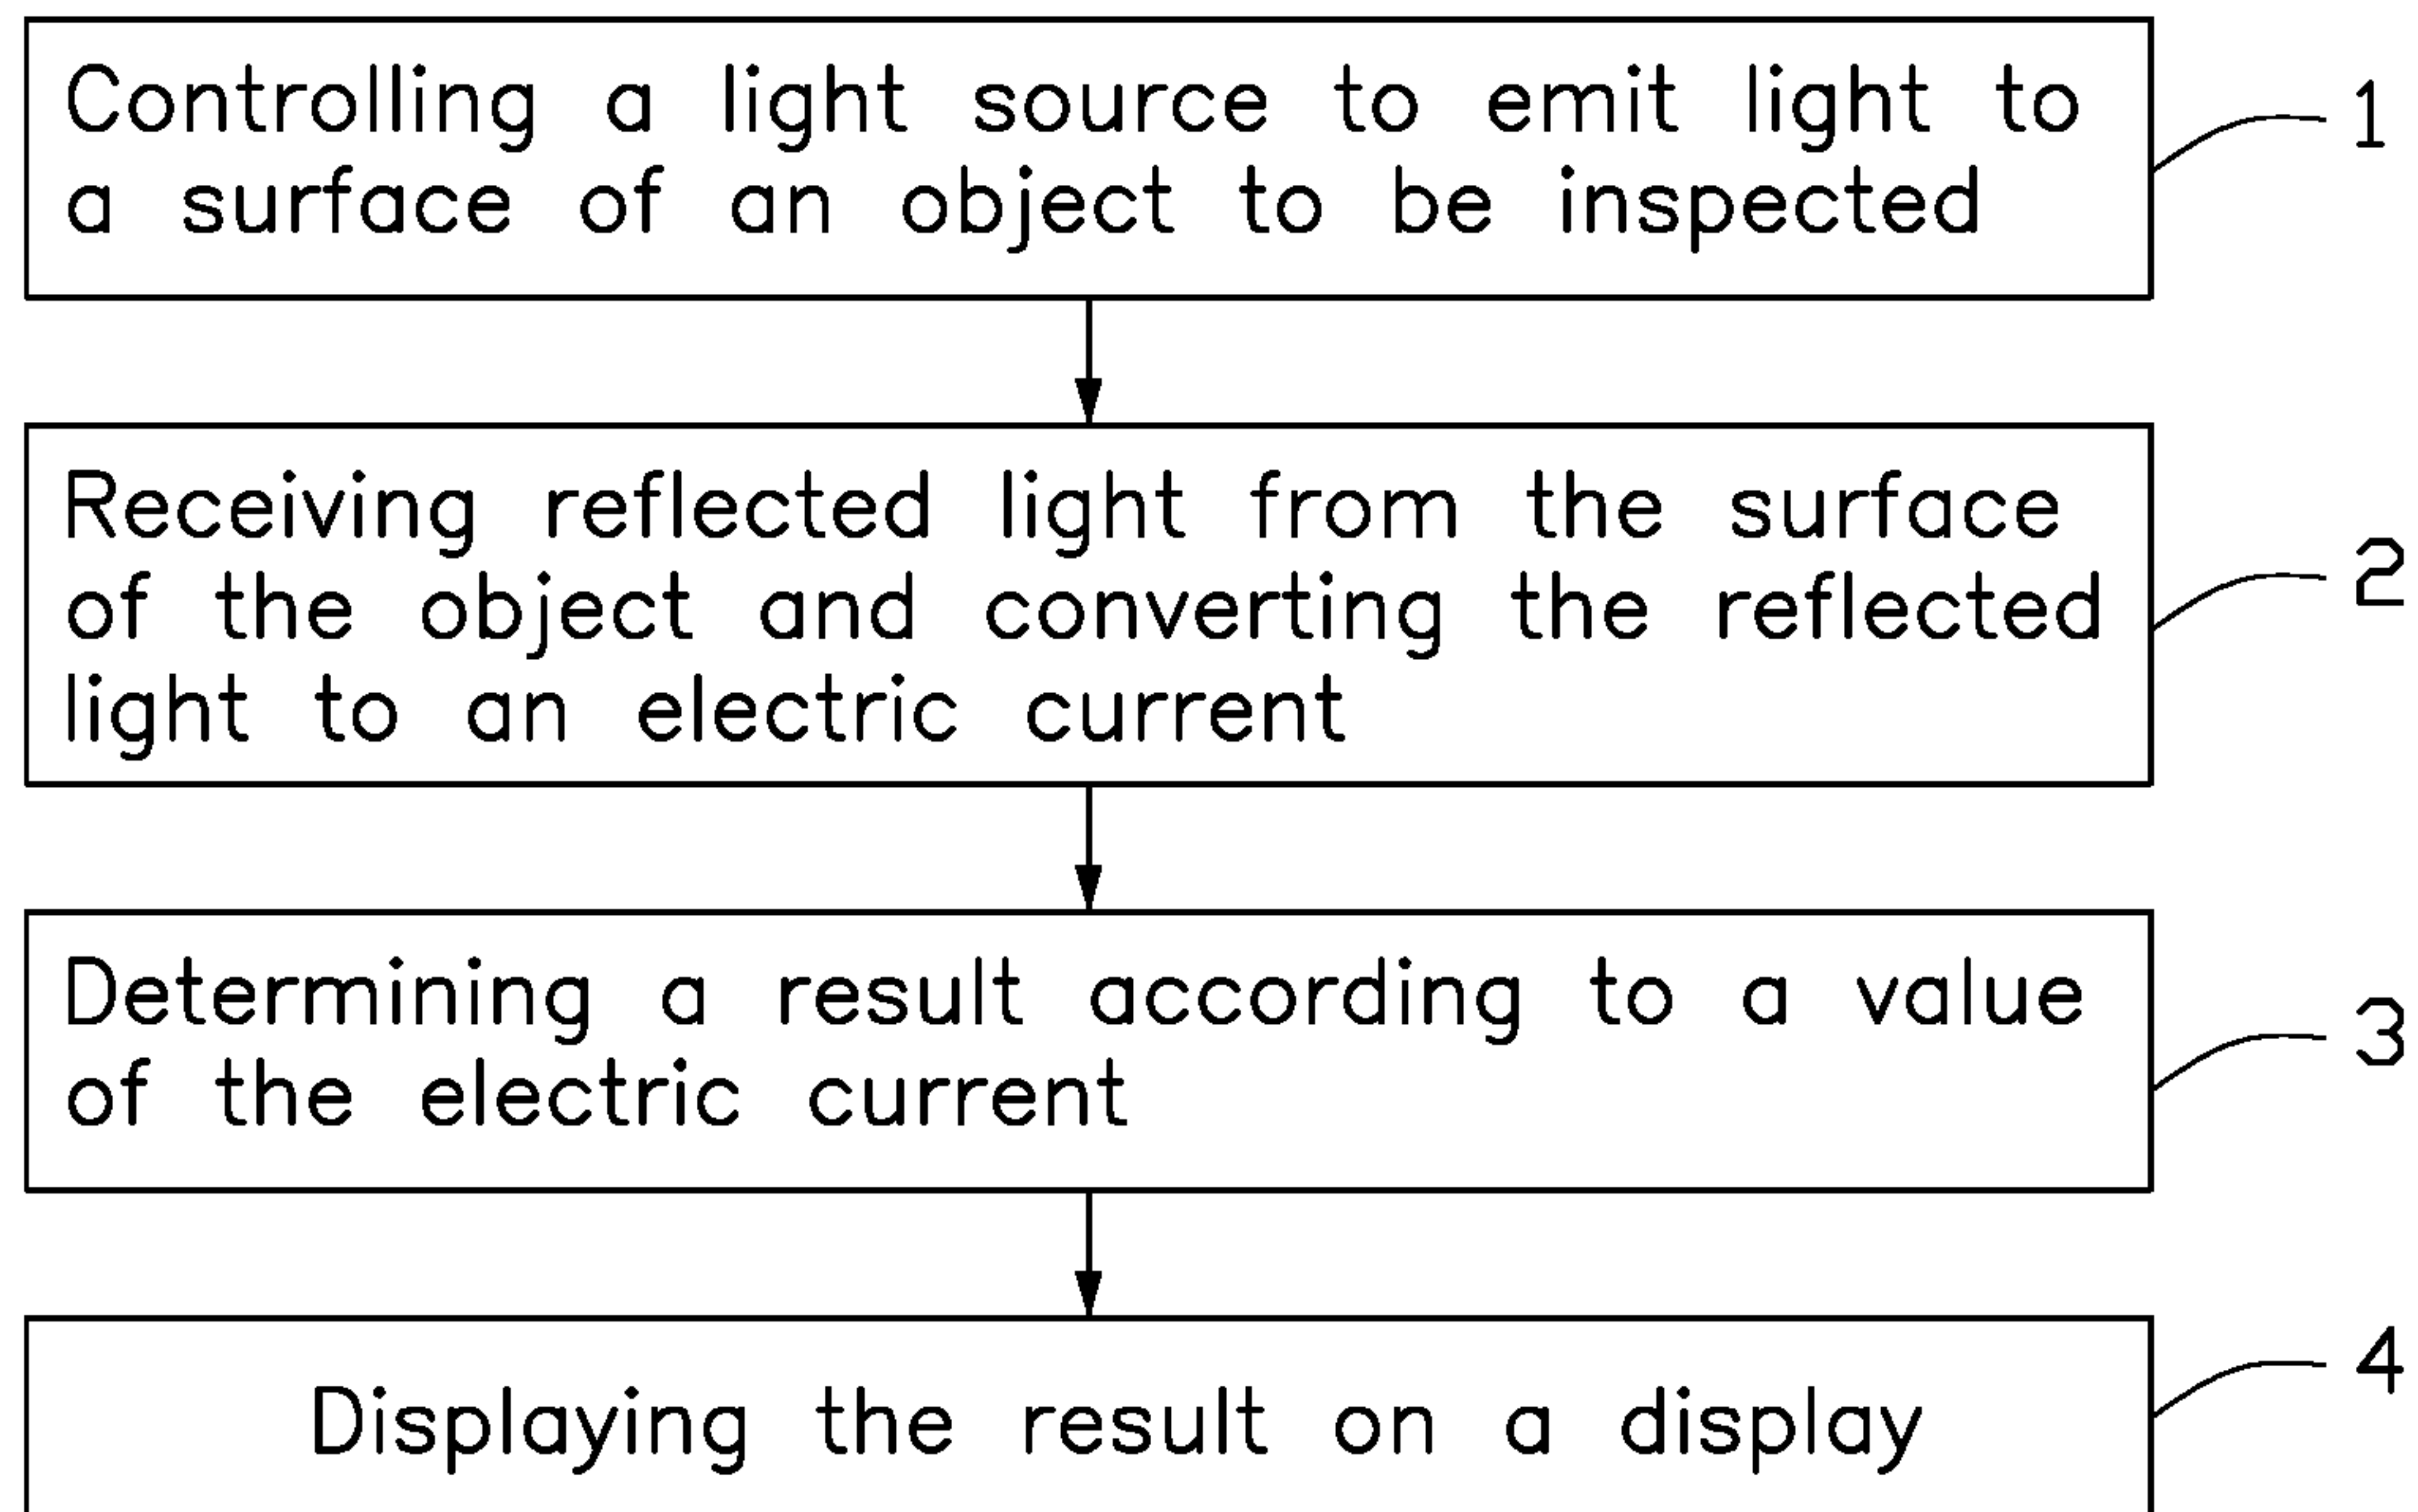 Controlling a light source to emit light to
a surface of an object to be inspected
1
Receiving reflected light from the surface
of the object and converting the reflected
light to an electric current
2
Determining a result according to a value
of the electric current
3
Displaying the result on a display
4